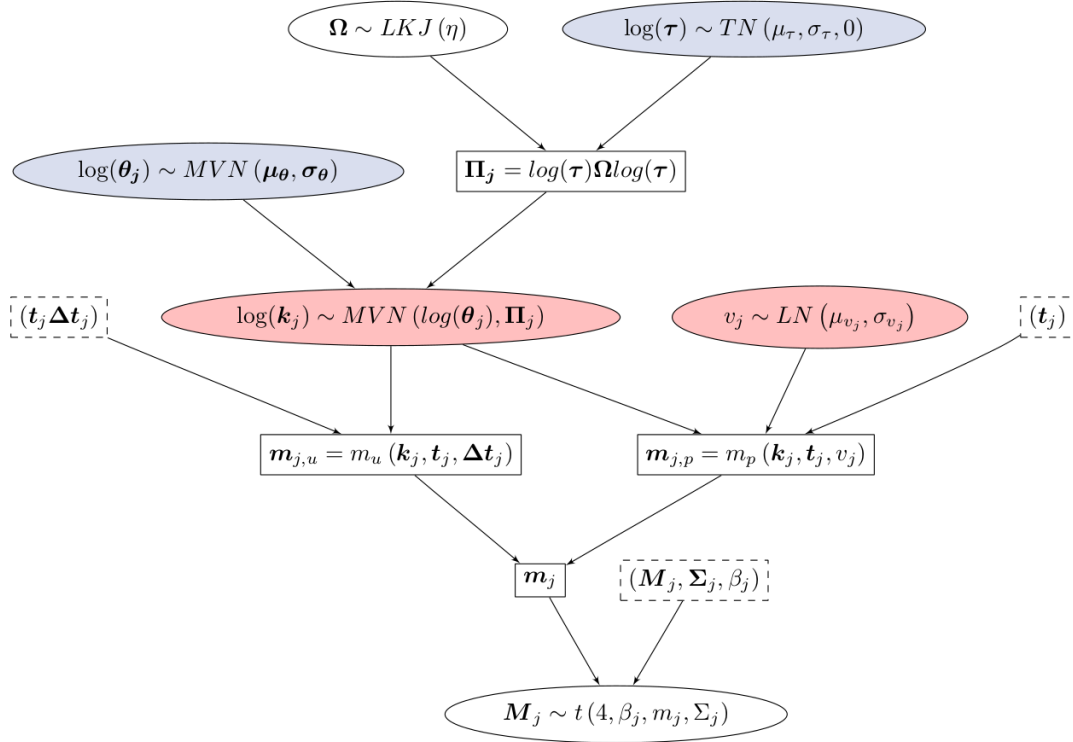 𝛀 ∼ LKJ (η)
log(𝝉) ∼ TN (μ_τ, σ_τ, 0)
log(𝜽_𝒋) ∼ MVN (𝝁_𝜽, 𝝈_𝜽)
𝚷_𝒋 = log(𝝉)𝛀log(𝝉)
(𝒕_j 𝚫𝒕_j)
log(𝒌_j) ∼ MVN (log(𝜽_j), 𝚷_j)
v_j ∼ LN (μ_{v_j}, σ_{v_j})
(𝒕_j)
𝒎_{j,u} = m_u (𝒌_j, 𝒕_j, 𝚫𝒕_j)
𝒎_{j,p} = m_p (𝒌_j, 𝒕_j, v_j)
𝒎_j
(𝑴_j, 𝚺_j, β_j)
𝑴_j ∼ t (4, β_j, m_j, Σ_j)